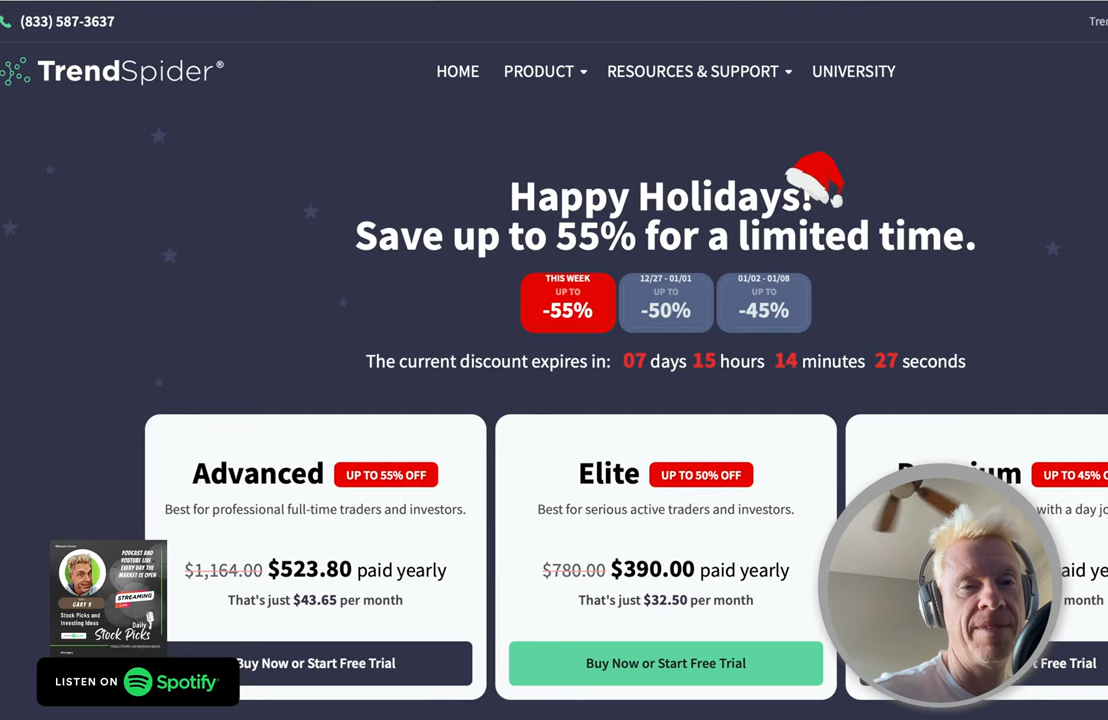 (833) 587-3637
TrendSpider®
HOME PRODUCT RESOURCES & SUPPORT UNIVERSITY
Happy Holidays!
Save up to 55% for a limited time.
THIS WEEK
UP TO
-55%
12/27 - 01/01
UP TO
-50%
01/02 - 01/08
UP TO
-45%
The current discount expires in: 07 days 15 hours 14 minutes 27 seconds
Advanced UP TO 55% OFF
Best for professional full-time traders and investors.
$1,164.00 $523.80 paid yearly
That's just $43.65 per month
Buy Now or Start Free Trial
Elite UP TO 50% OFF
Best for serious active traders and investors.
$780.00 $390.00 paid yearly
That's just $32.50 per month
Buy Now or Start Free Trial
UP TO 45%
with a day
month
Free Trial
PODCAST AND
YOUTUBE LIVE
EVERY DAY THE
MARKET IS OPEN
STREAMING
GARY V
Stock Picks and
Investing Ideas
Daily
Stock Picks
LISTEN ON Spotify